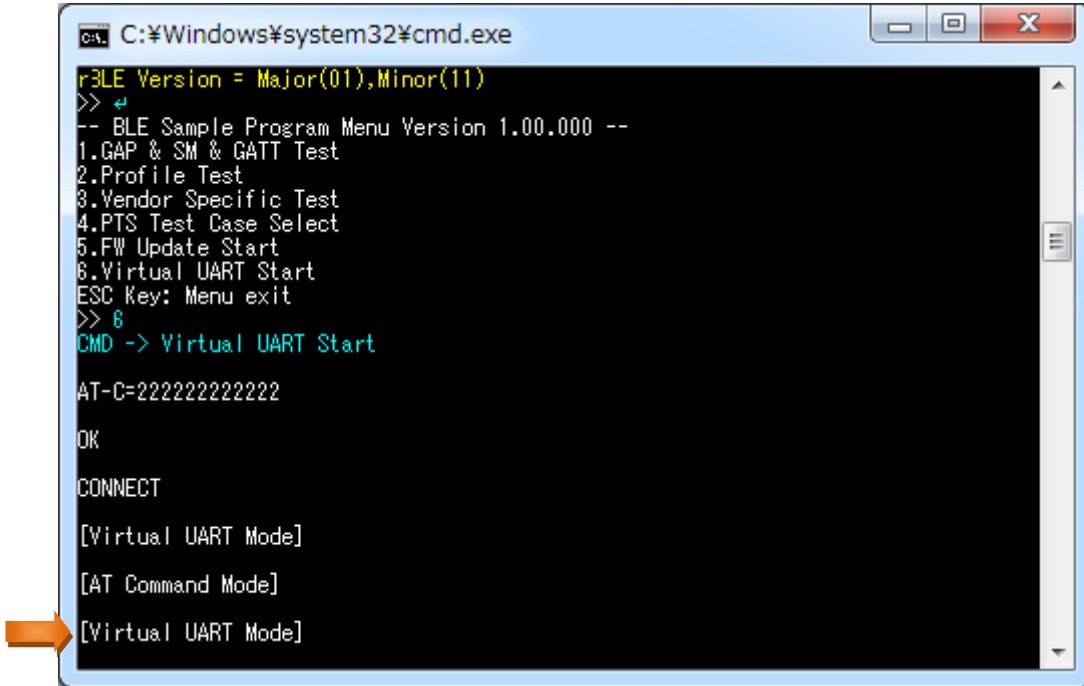 C:¥Windows¥system32¥cmd.exe
rBLE Version = Major(01),Minor(11)
>> ↵
-- BLE Sample Program Menu Version 1.00.000 --
1.GAP & SM & GATT Test
2.Profile Test
3.Vendor Specific Test
4.PTS Test Case Select
5.FW Update Start
6.Virtual UART Start
ESC Key: Menu exit
>> 6
CMD -> Virtual UART Start
AT-C=222222222222
OK
CONNECT
[Virtual UART Mode]
[AT Command Mode]
[Virtual UART Mode]